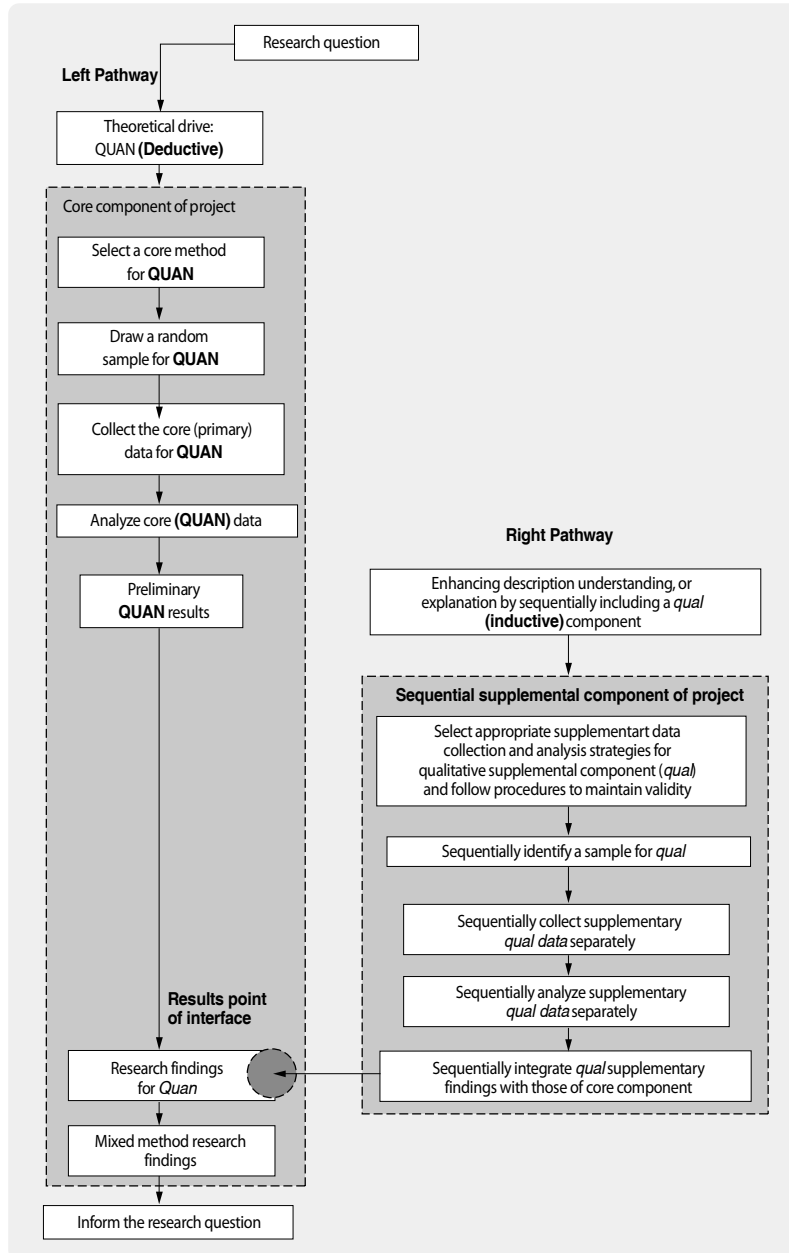 Research question
Left Pathway
Theoretical drive:
QUAN (Deductive)
Core component of project
Select a core method
for QUAN
Draw a random
sample for QUAN
Collect the core (primary)
data for QUAN
Analyze core (QUAN) data
Preliminary
QUAN results
Right Pathway
Enhancing description understanding, or
explanation by sequentially including a qual
(inductive) component
Sequential supplemental component of project
Select appropriate supplementart data
collection and analysis strategies for
qualitative supplemental component (qual)
and follow procedures to maintain validity
Sequentially identify a sample for qual
Sequentially collect supplementary
qual data separately
Sequentially analyze supplementary
qual data separately
Sequentially integrate qual supplementary
findings with those of core component
Results point
of interface
Research findings
for Quan
Mixed method research
findings
Inform the research question